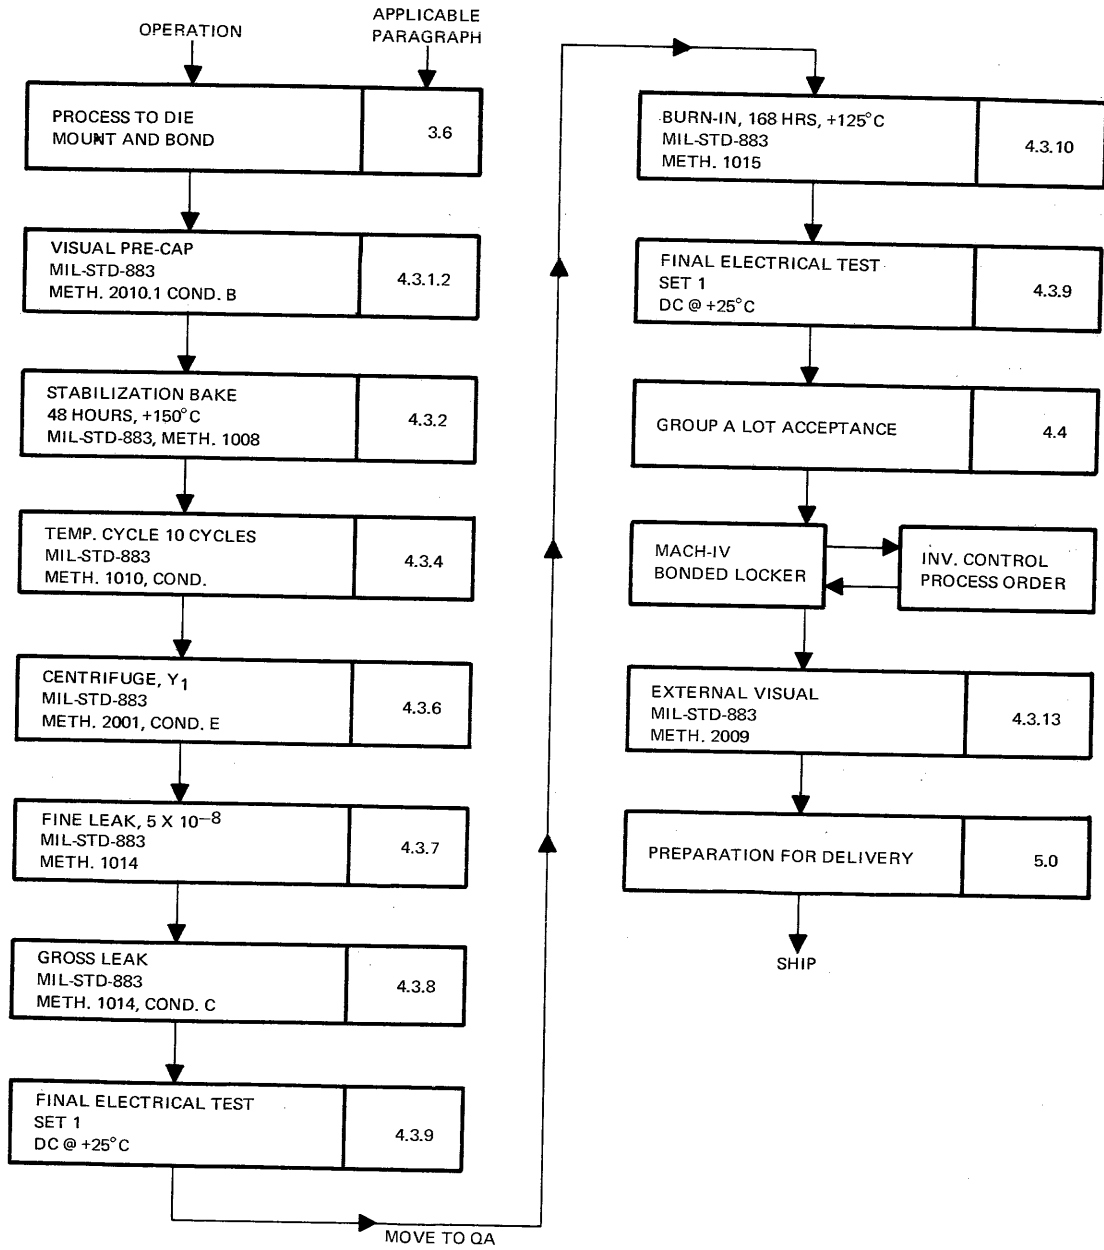 OPERATION
APPLICABLE
PARAGRAPH
PROCESS TO DIE
MOUNT AND BOND
3.6
VISUAL PRE-CAP
MIL-STD-883
METH. 2010.1 COND. B
4.3.1.2
STABILIZATION BAKE
48 HOURS, +150°C
MIL-STD-883, METH. 1008
4.3.2
TEMP. CYCLE 10 CYCLES
MIL-STD-883
METH. 1010, COND.
4.3.4
CENTRIFUGE, Y1
MIL-STD-883
METH. 2001, COND. E
4.3.6
FINE LEAK, 5 X 10−8
MIL-STD-883
METH. 1014
4.3.7
GROSS LEAK
MIL-STD-883
METH. 1014, COND. C
4.3.8
FINAL ELECTRICAL TEST
SET 1
DC @ +25°C
4.3.9
MOVE TO QA
BURN-IN, 168 HRS, +125°C
MIL-STD-883
METH. 1015
4.3.10
FINAL ELECTRICAL TEST
SET 1
DC @ +25°C
4.3.9
GROUP A LOT ACCEPTANCE
4.4
MACH-IV
BONDED LOCKER
INV. CONTROL
PROCESS ORDER
EXTERNAL VISUAL
MIL-STD-883
METH. 2009
4.3.13
PREPARATION FOR DELIVERY
5.0
SHIP